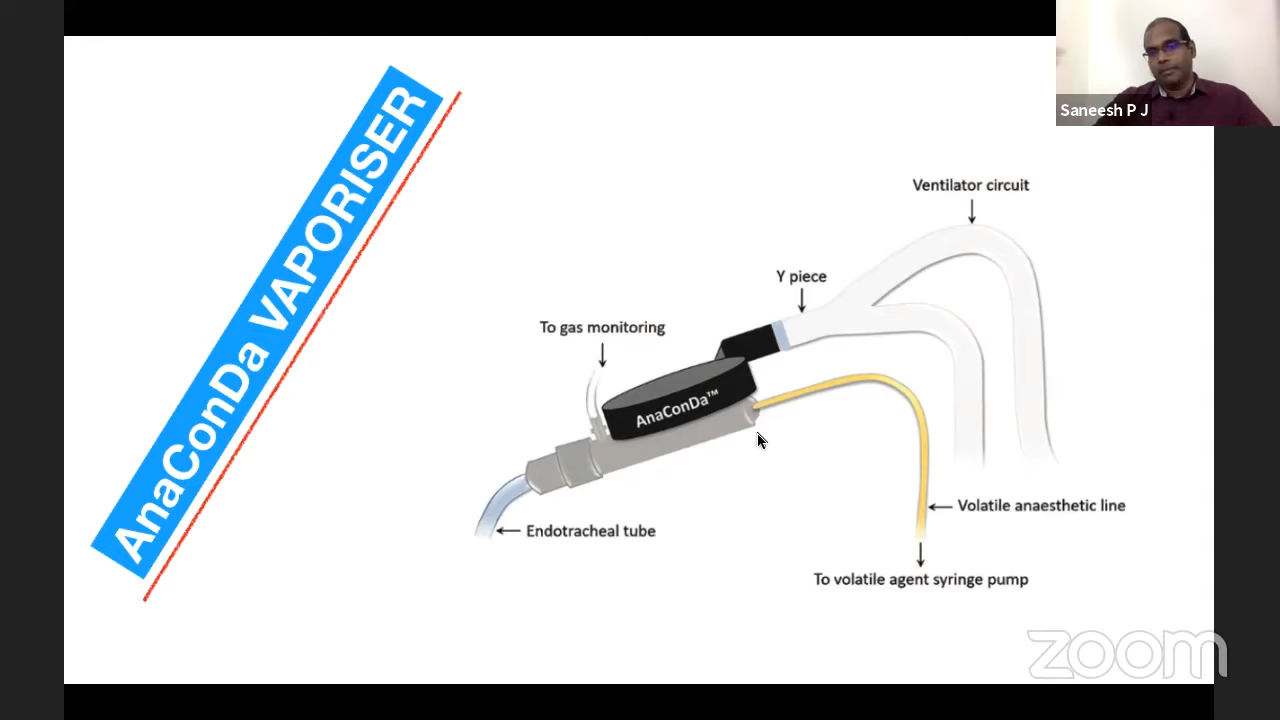 AnaConDa VAPORISER
Saneesh P J
Ventilator circuit
Y piece
To gas monitoring
AnaConDa™
Volatile anaesthetic line
Endotracheal tube
To volatile agent syringe pump
zoom